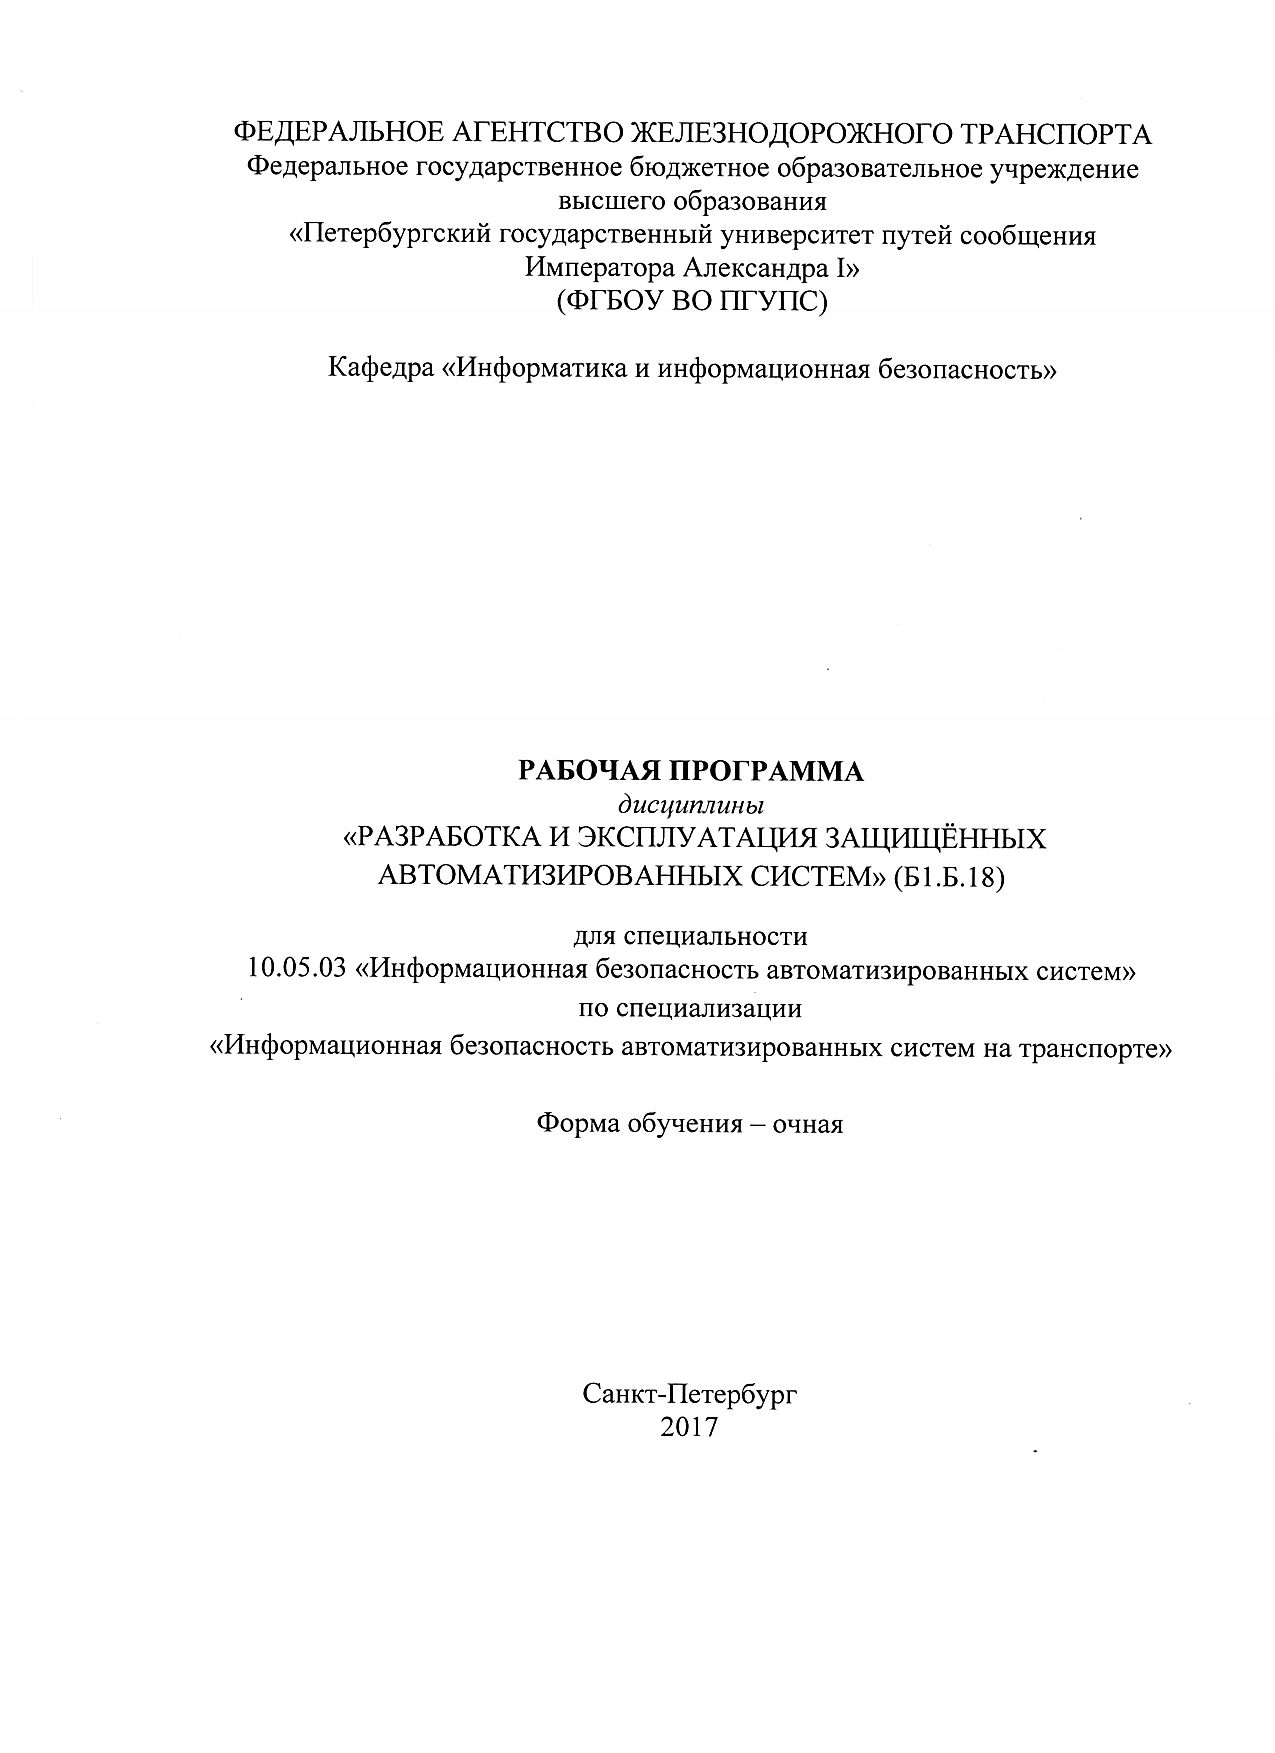 ФЕДЕРАЛЬНОЕ АГЕНТСТВО ЖЕЛЕЗНОДОРОЖНОГО ТРАНСПОРТА
Федеральное государственное бюджетное образовательное учреждение
высшего образования
«Петербургский государственный университет путей сообщения
Императора Александра I»
(ФГБОУ ВО ПГУПС)
Кафедра «Информатика и информационная безопасность»
РАБОЧАЯ ПРОГРАММА
дисциплины
«РАЗРАБОТКА И ЭКСПЛУАТАЦИЯ ЗАЩИЩЁННЫХ
АВТОМАТИЗИРОВАННЫХ СИСТЕМ» (Б1.Б.18)
для специальности
10.05.03 «Информационная безопасность автоматизированных систем»
по специализации
«Информационная безопасность автоматизированных систем на транспорте»
Форма обучения – очная
Санкт-Петербург
2017